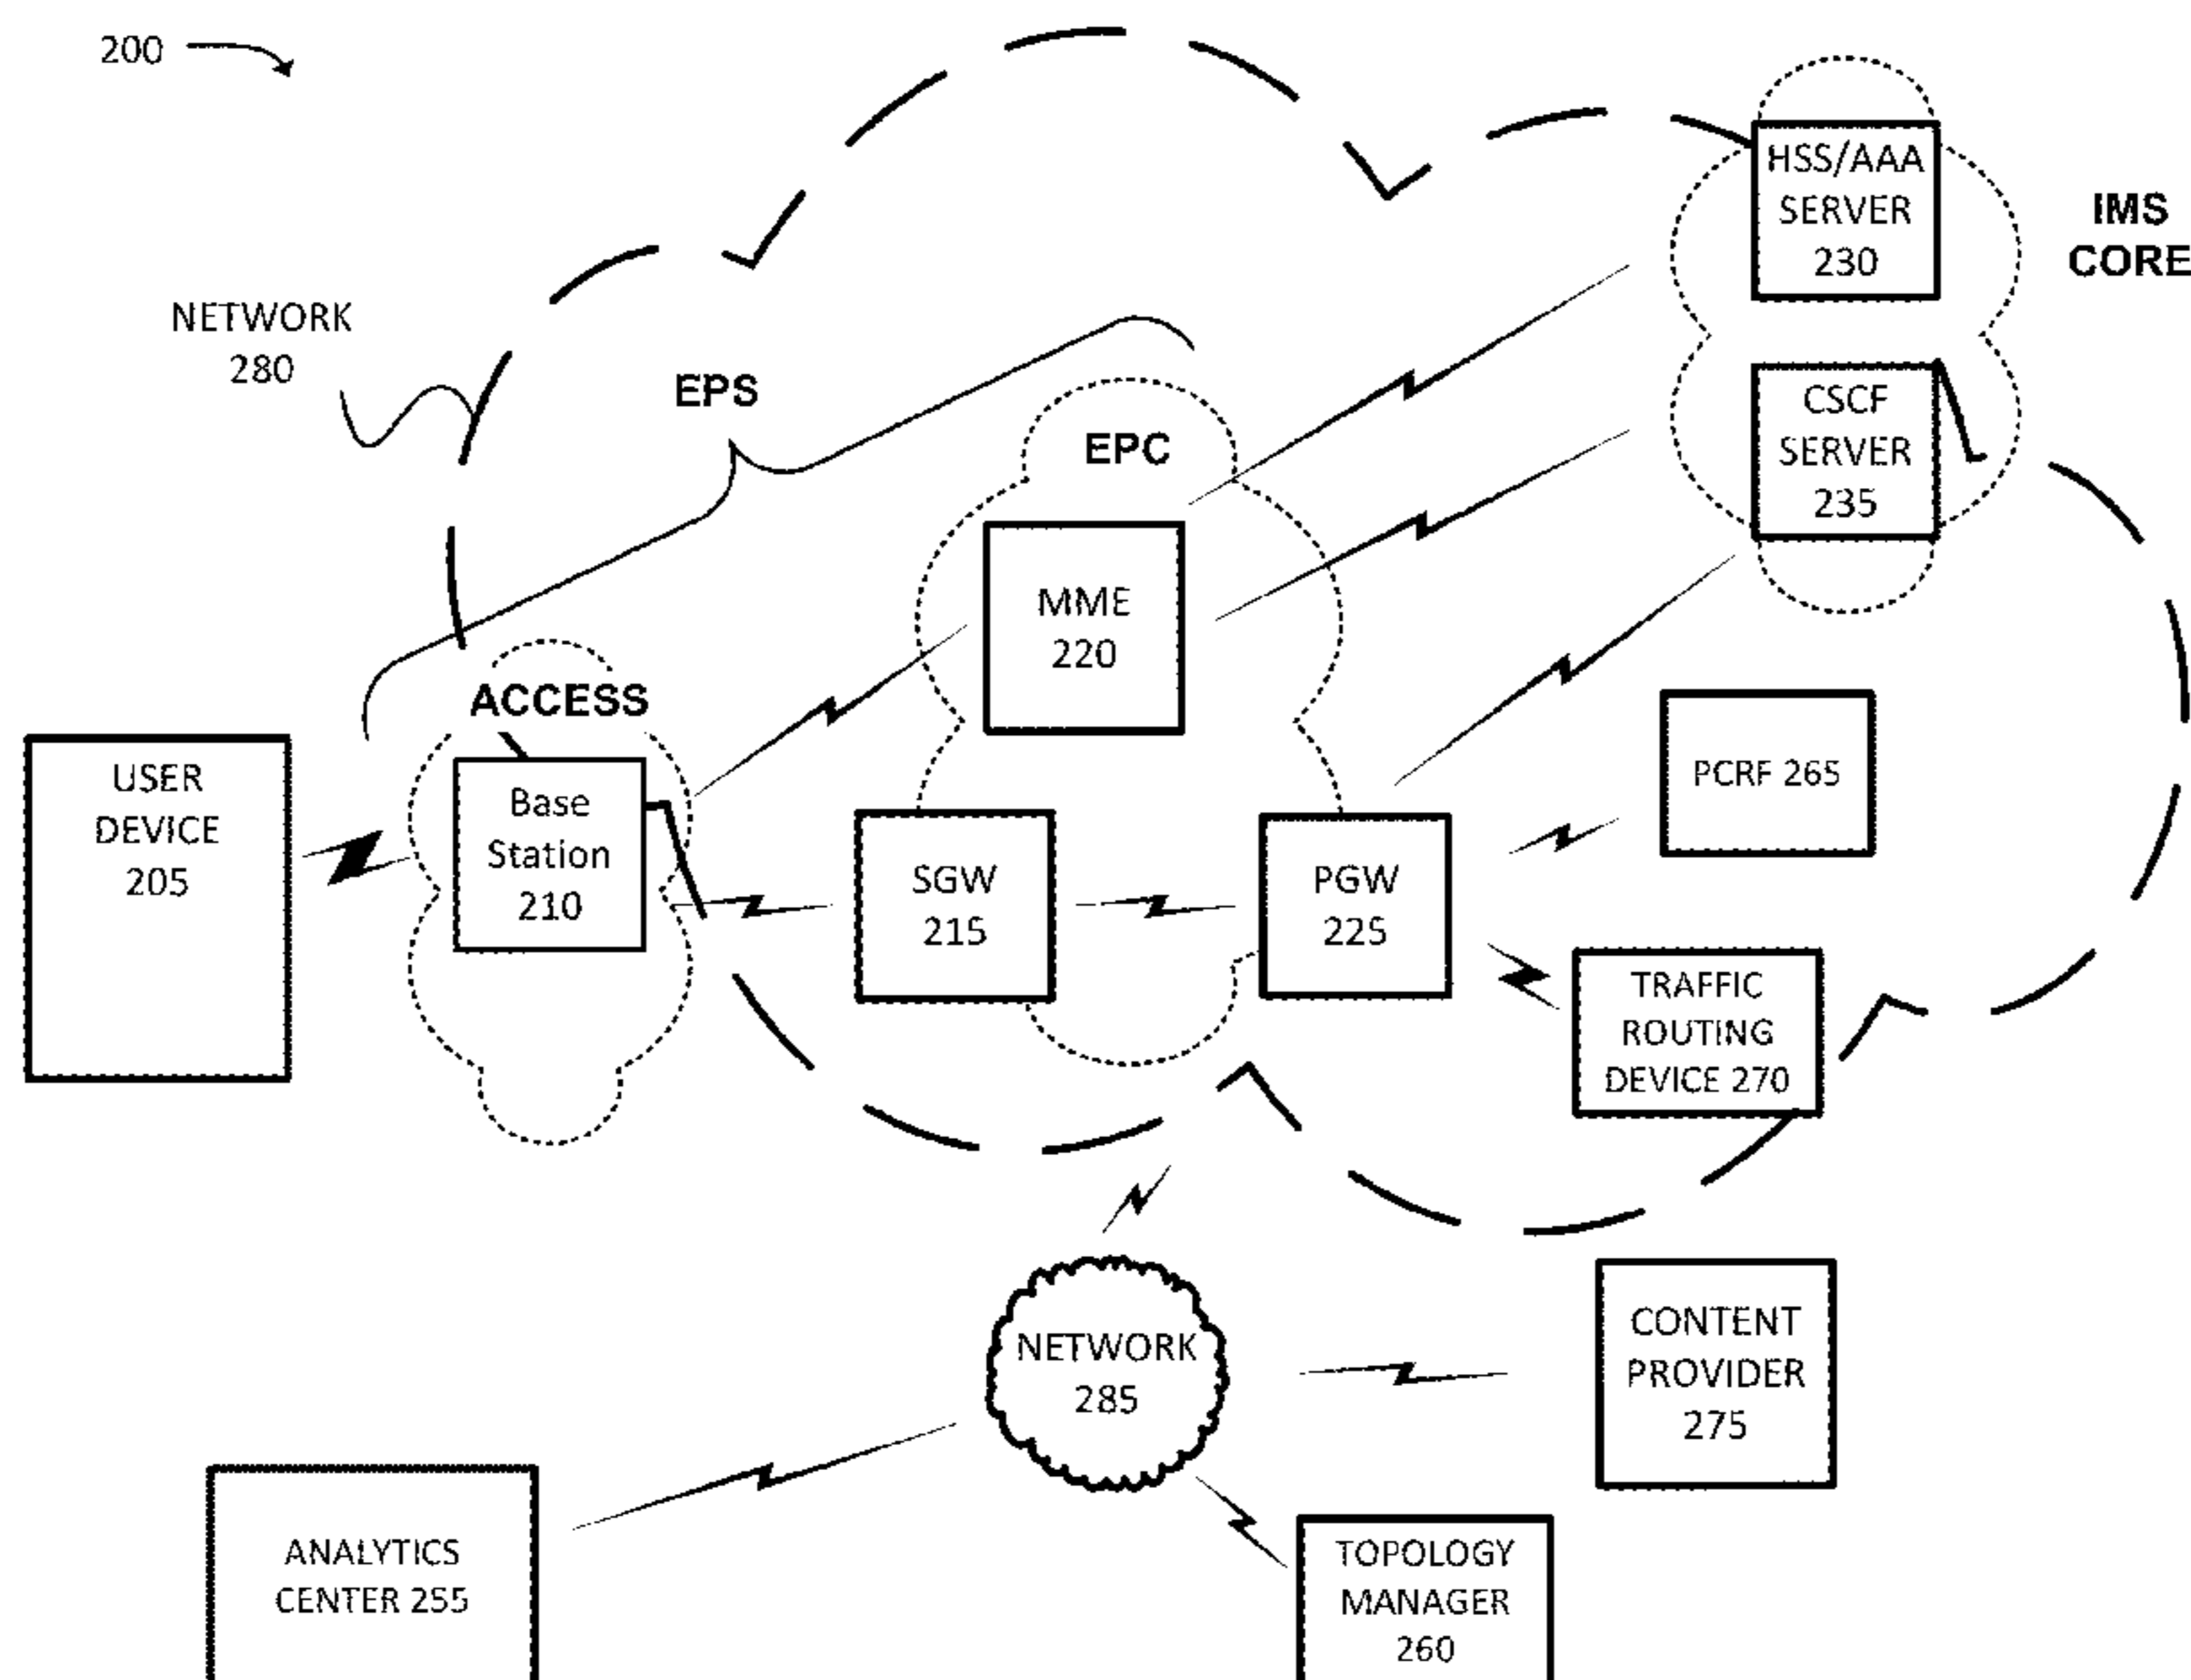 200
HSS/AAA
SERVER
230
IMS
CORE
NETWORK
280
EPS
EPC
CSCF
SERVER
235
MME
220
ACCESS
USER
DEVICE
205
Base
Station
210
SGW
215
PGW
225
PCRF 265
TRAFFIC
ROUTING
DEVICE 270
NETWORK
285
CONTENT
PROVIDER
275
ANALYTICS
CENTER 255
TOPOLOGY
MANAGER
260